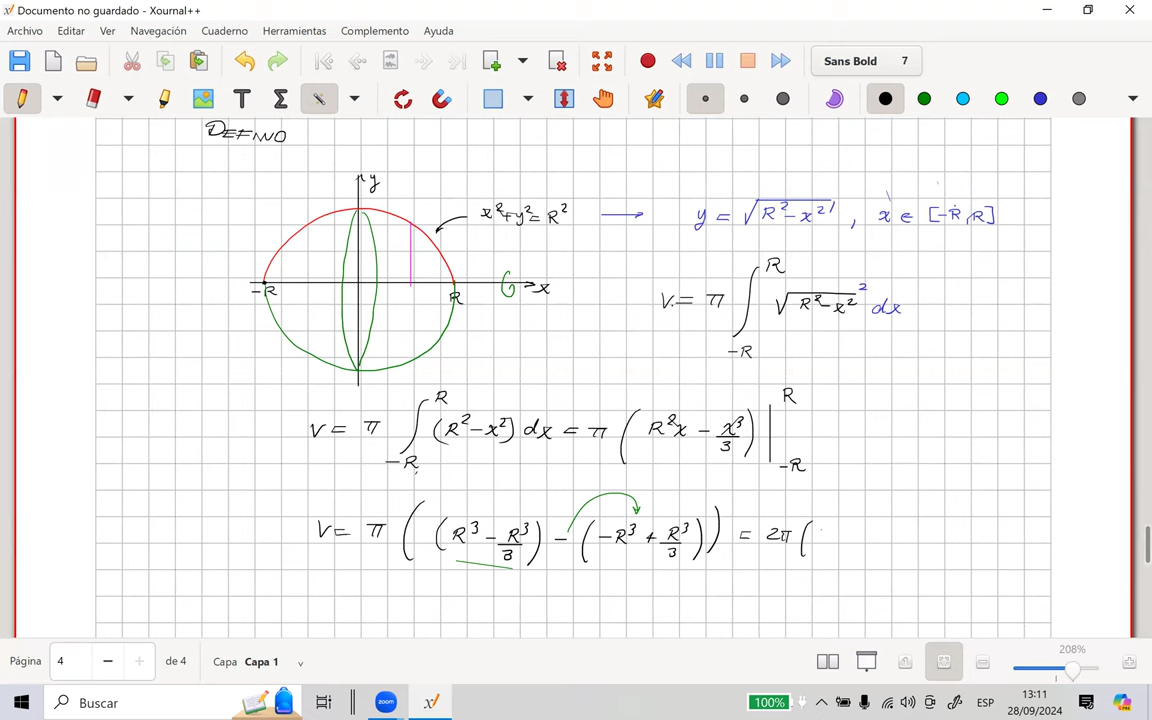 Documento no guardado - Xournal++
Archivo Editar Ver Navegación Cuaderno Herramientas Complemento Ayuda
Sans Bold 7
DEFINO
y
x²+y²=R² → y = √(R²-x²), x ∈ [-R,R]
-R R x
V = π ∫_{-R}^{R} √(R²-x²)² dx
V = π ∫_{-R}^{R} (R²-x²) dx = π (R²x - x³/3) |_{-R}^{R}
V = π ((R³ - R³/3) - (-R³ + R³/3)) = 2π (
Página 4 de 4 Capa Capa 1 208%
Buscar zoom 100% ESP 13:11
28/09/2024